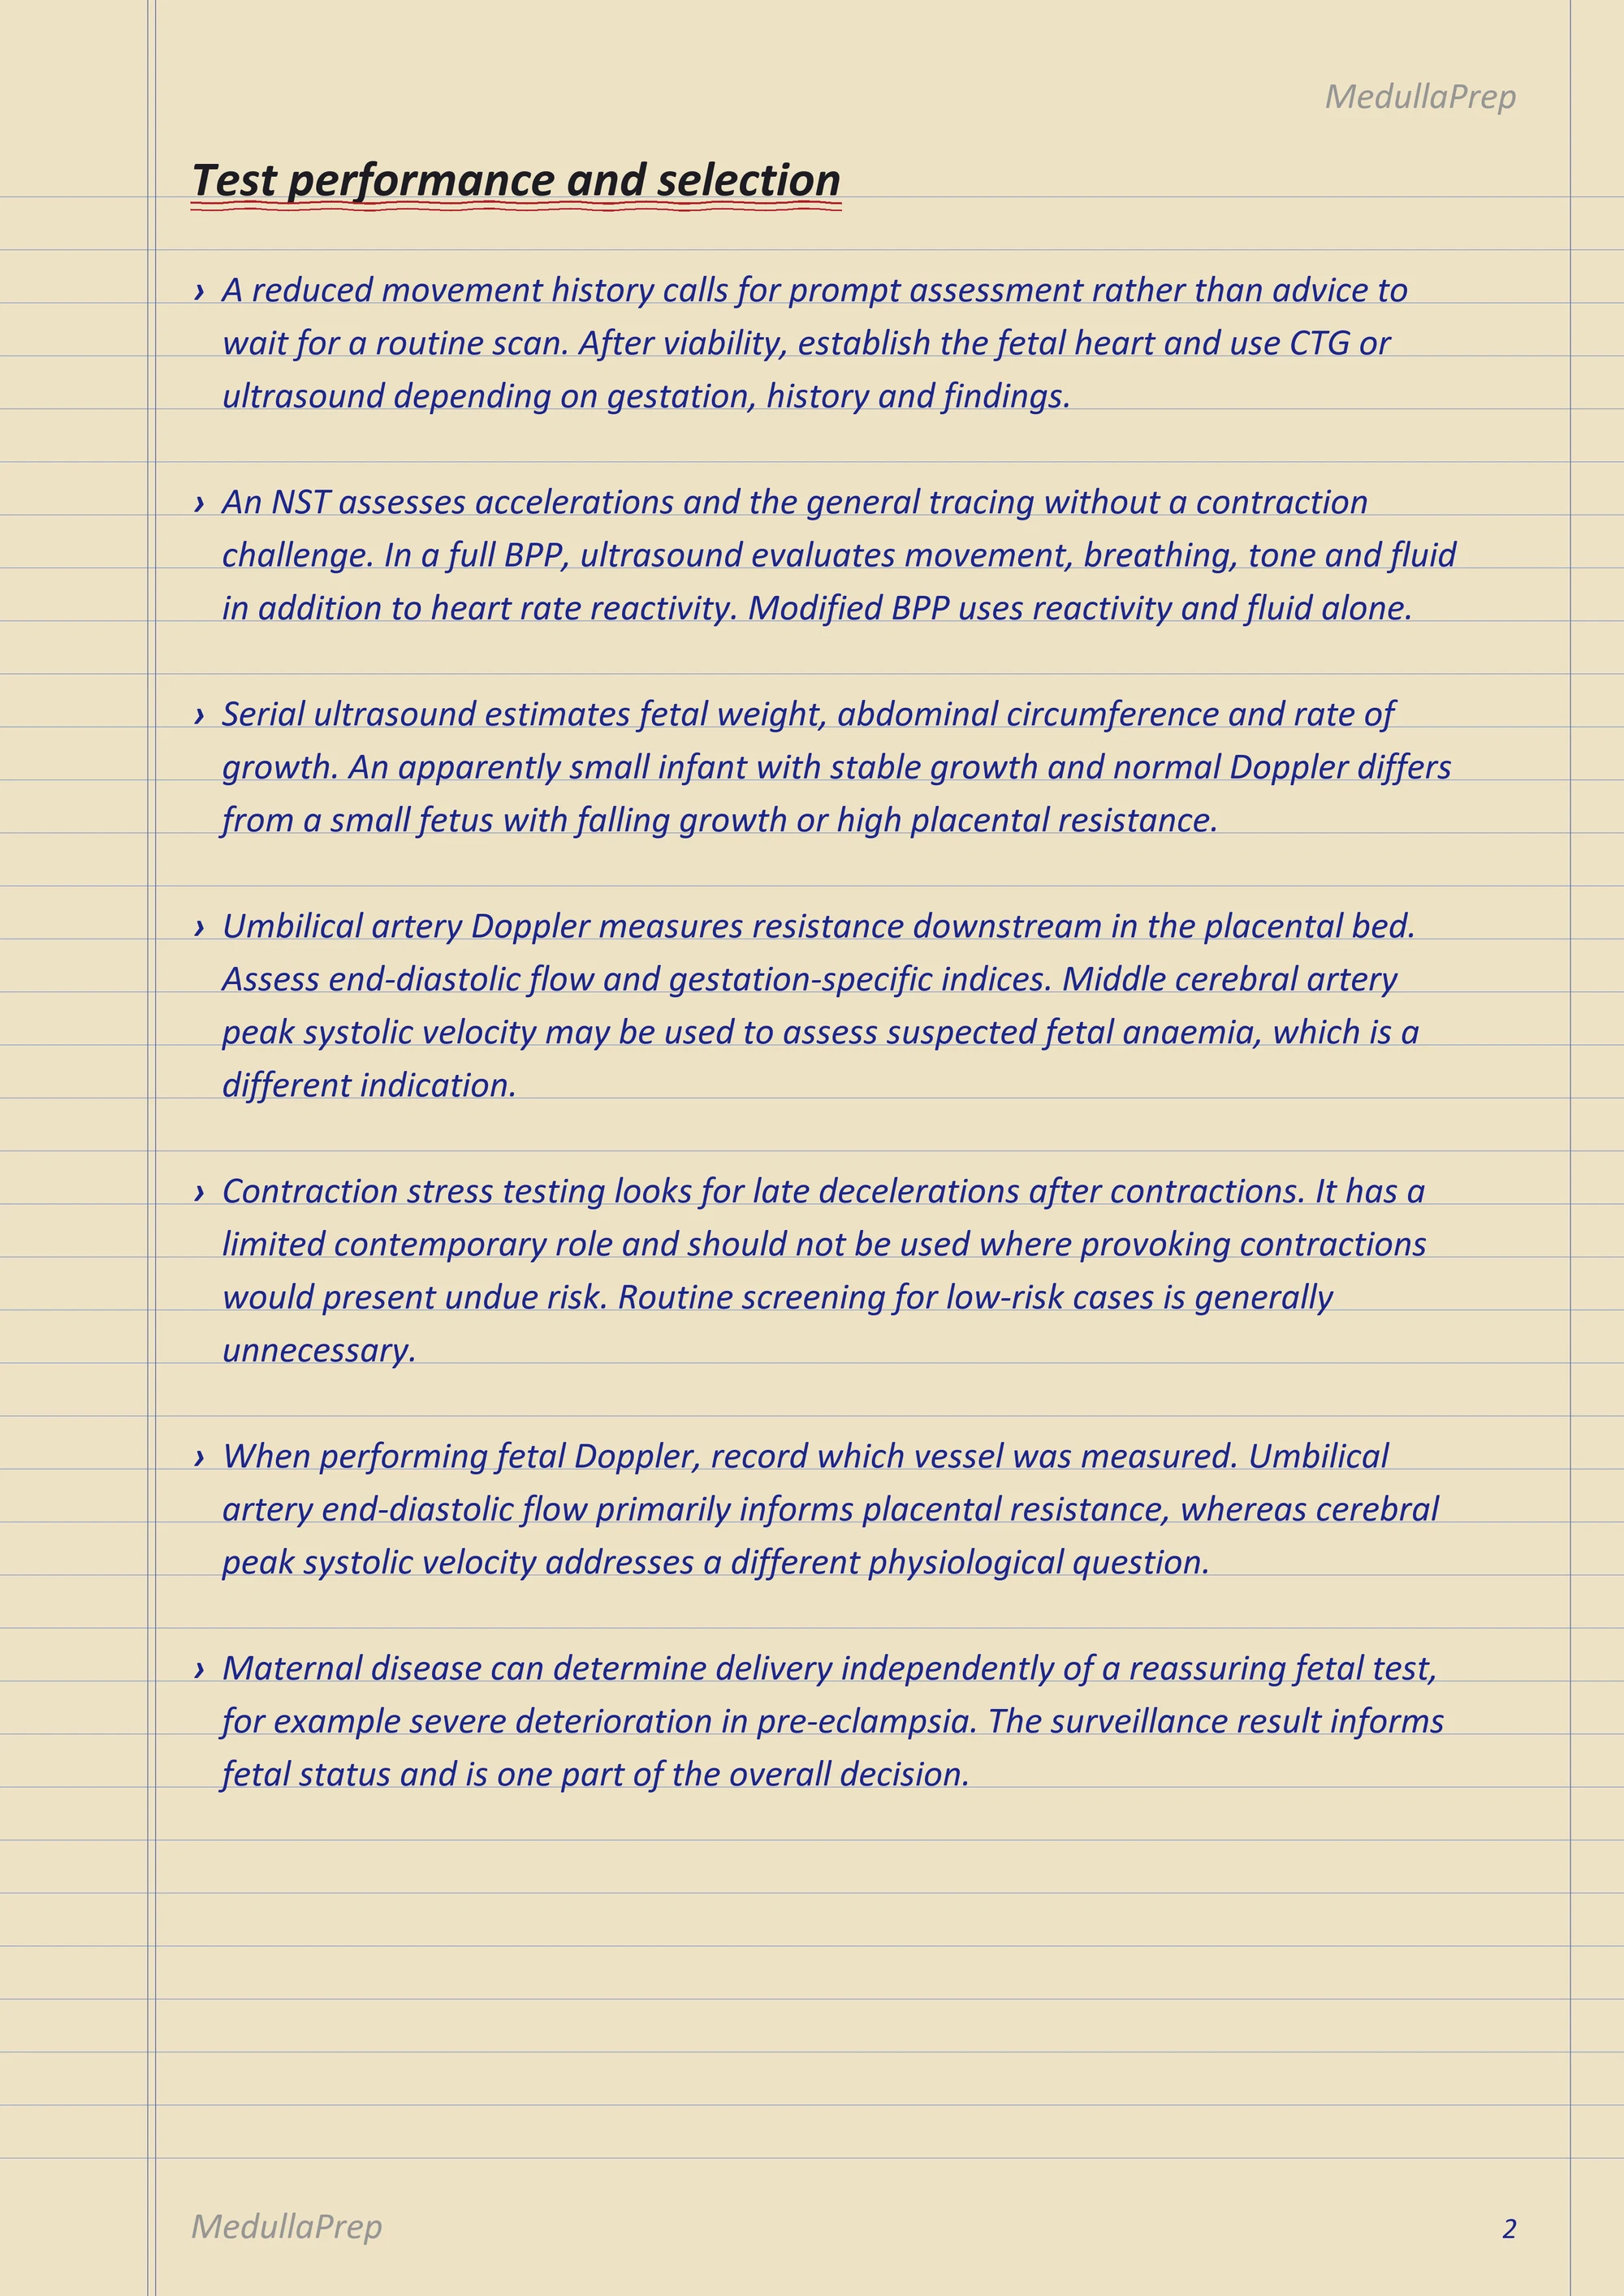 MedullaPrep
Test performance and selection
› A reduced movement history calls for prompt assessment rather than advice to
wait for a routine scan. After viability, establish the fetal heart and use CTG or
ultrasound depending on gestation, history and findings.
› An NST assesses accelerations and the general tracing without a contraction
challenge. In a full BPP, ultrasound evaluates movement, breathing, tone and fluid
in addition to heart rate reactivity. Modified BPP uses reactivity and fluid alone.
› Serial ultrasound estimates fetal weight, abdominal circumference and rate of
growth. An apparently small infant with stable growth and normal Doppler differs
from a small fetus with falling growth or high placental resistance.
› Umbilical artery Doppler measures resistance downstream in the placental bed.
Assess end-diastolic flow and gestation-specific indices. Middle cerebral artery
peak systolic velocity may be used to assess suspected fetal anaemia, which is a
different indication.
› Contraction stress testing looks for late decelerations after contractions. It has a
limited contemporary role and should not be used where provoking contractions
would present undue risk. Routine screening for low-risk cases is generally
unnecessary.
› When performing fetal Doppler, record which vessel was measured. Umbilical
artery end-diastolic flow primarily informs placental resistance, whereas cerebral
peak systolic velocity addresses a different physiological question.
› Maternal disease can determine delivery independently of a reassuring fetal test,
for example severe deterioration in pre-eclampsia. The surveillance result informs
fetal status and is one part of the overall decision.
MedullaPrep
2